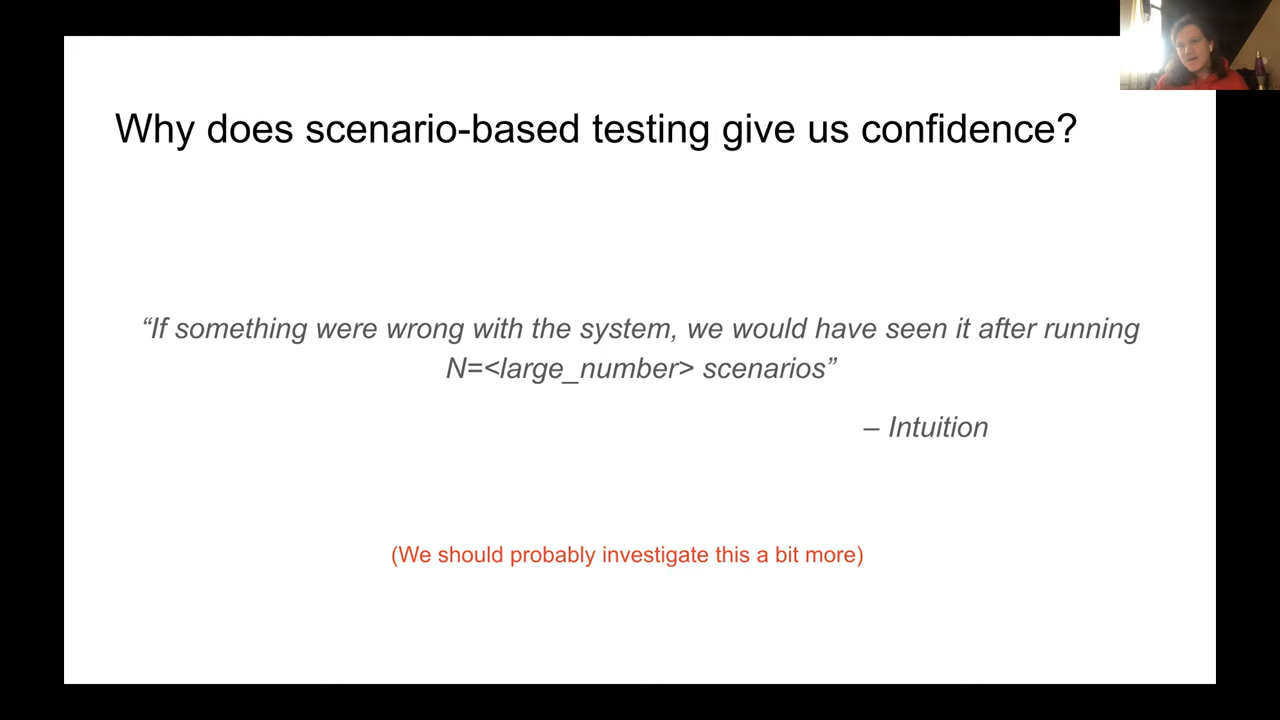 Why does scenario-based testing give us confidence?
“If something were wrong with the system, we would have seen it after running
N=<large_number> scenarios”
– Intuition
(We should probably investigate this a bit more)